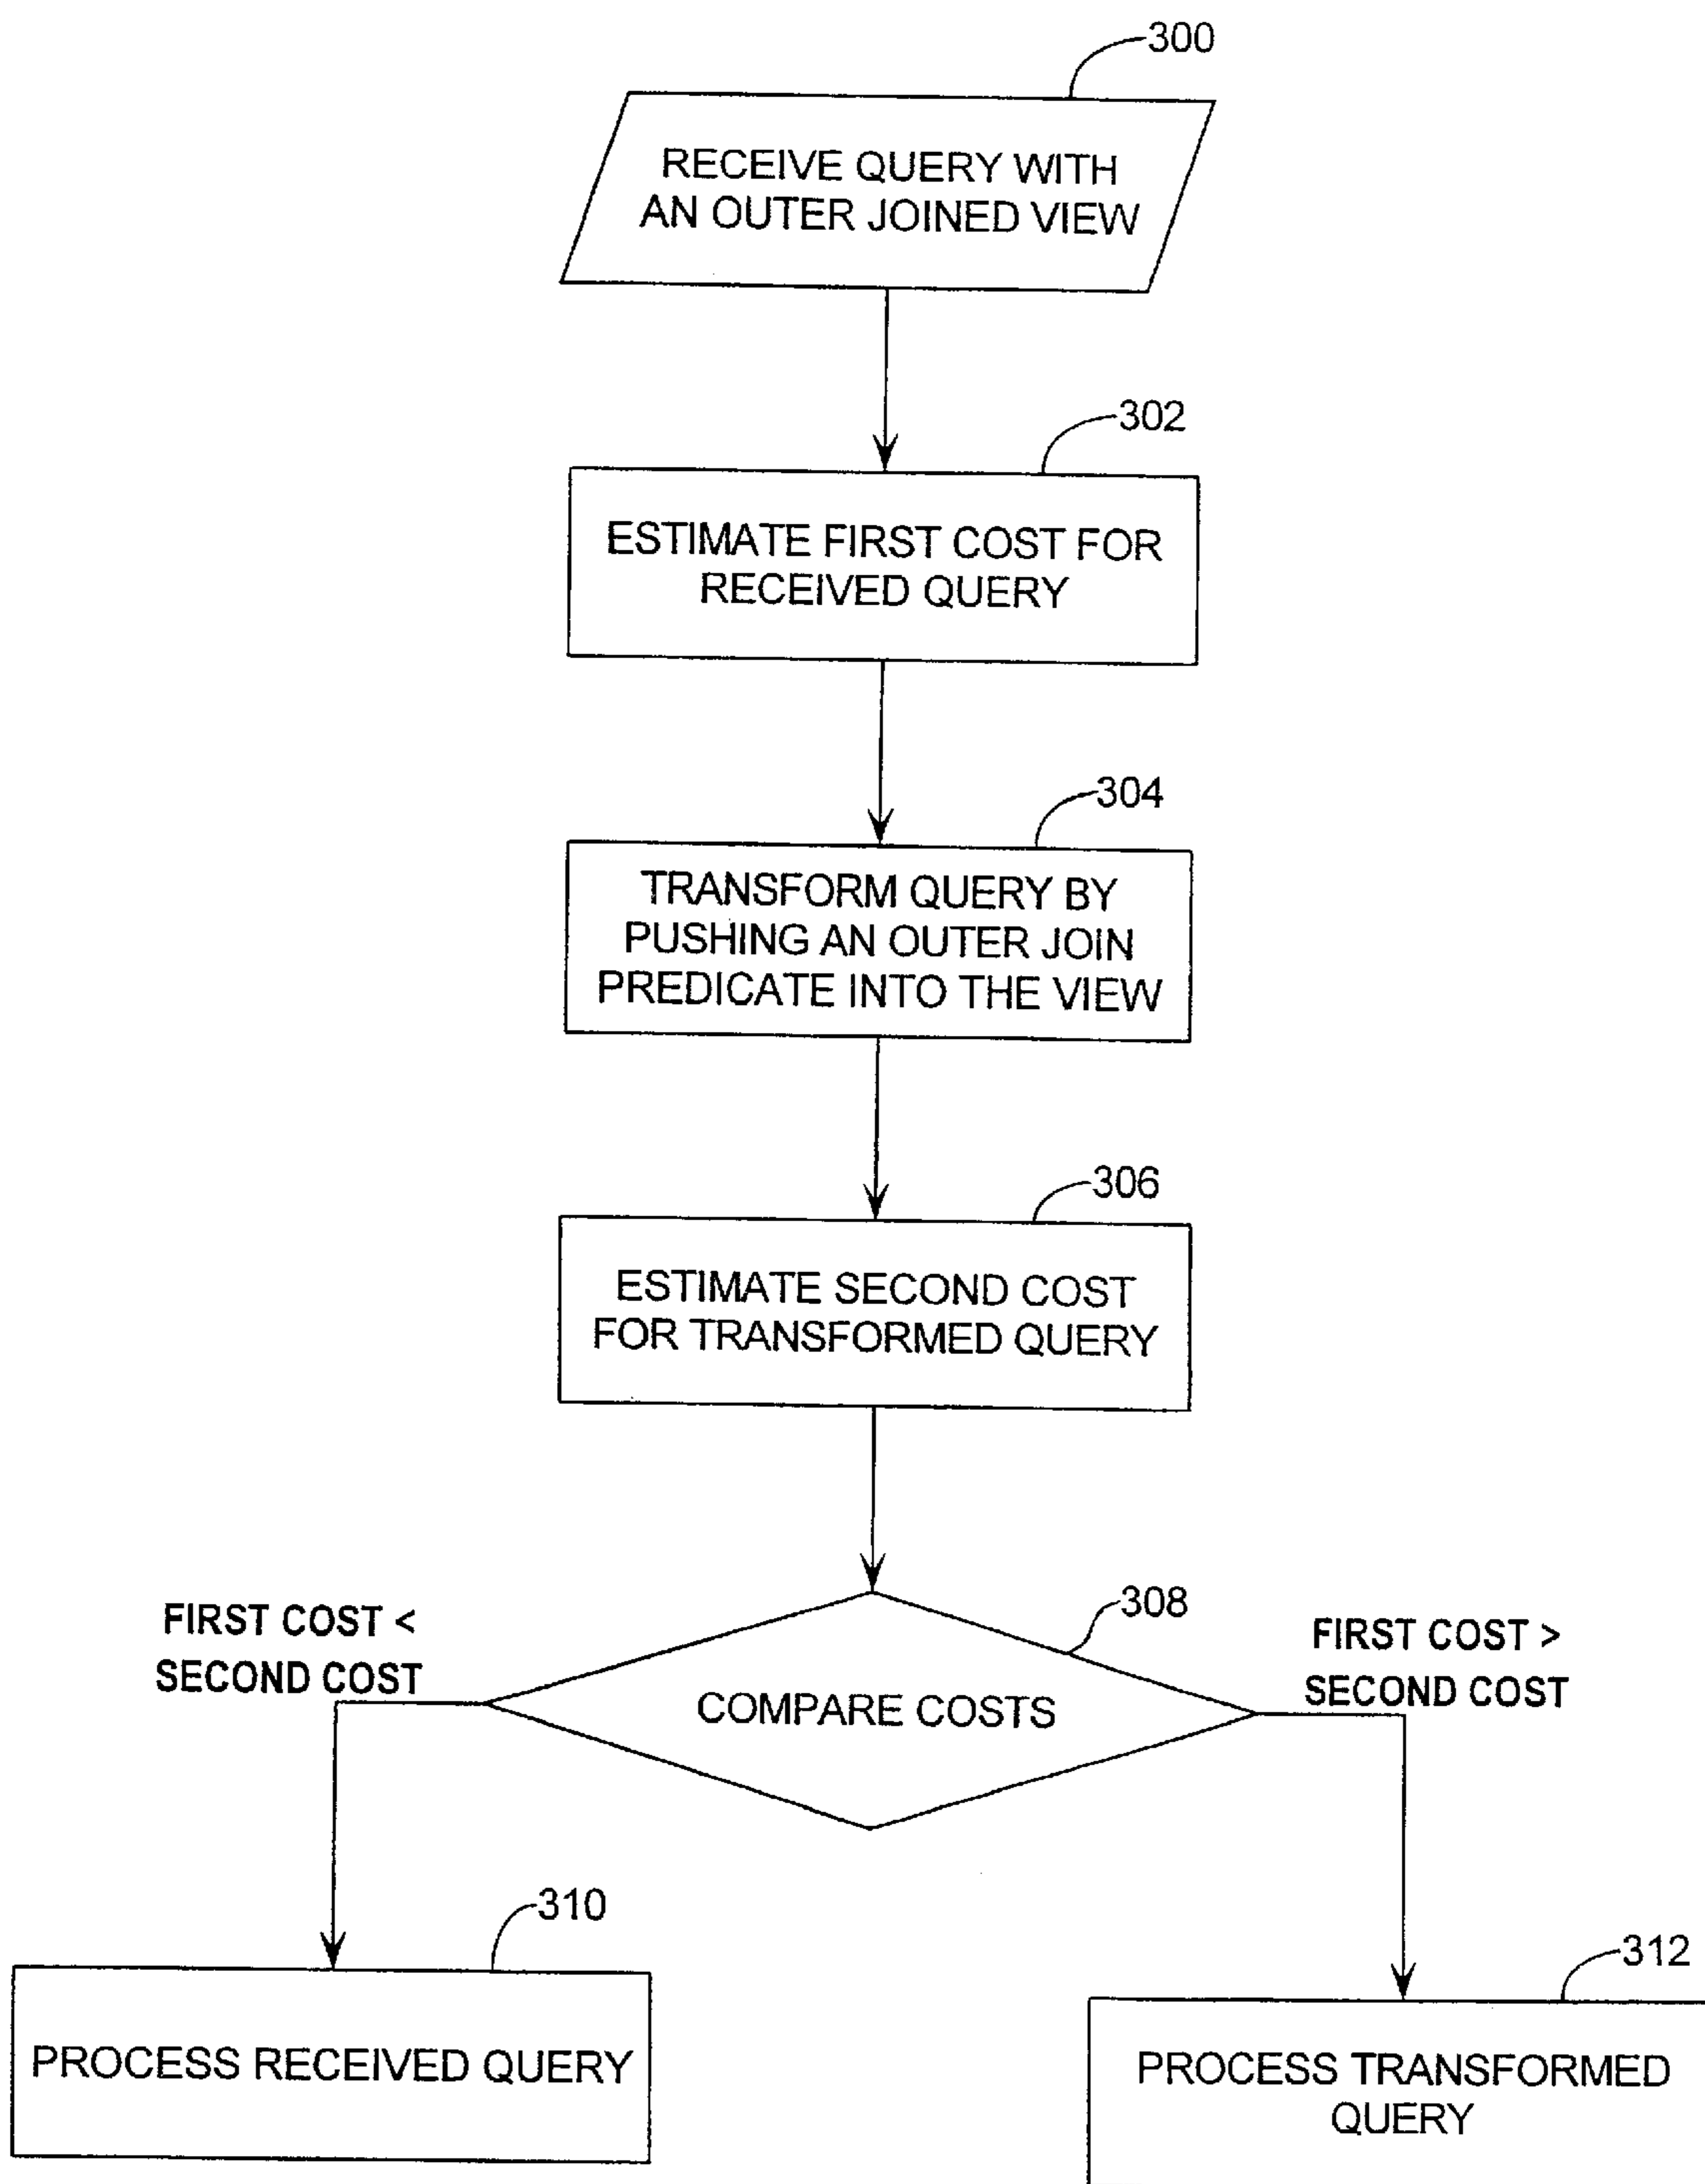 300
RECEIVE QUERY WITH
AN OUTER JOINED VIEW
302
ESTIMATE FIRST COST FOR
RECEIVED QUERY
304
TRANSFORM QUERY BY
PUSHING AN OUTER JOIN
PREDICATE INTO THE VIEW
306
ESTIMATE SECOND COST
FOR TRANSFORMED QUERY
308
FIRST COST <
SECOND COST
FIRST COST >
SECOND COST
COMPARE COSTS
310
PROCESS RECEIVED QUERY
312
PROCESS TRANSFORMED
QUERY